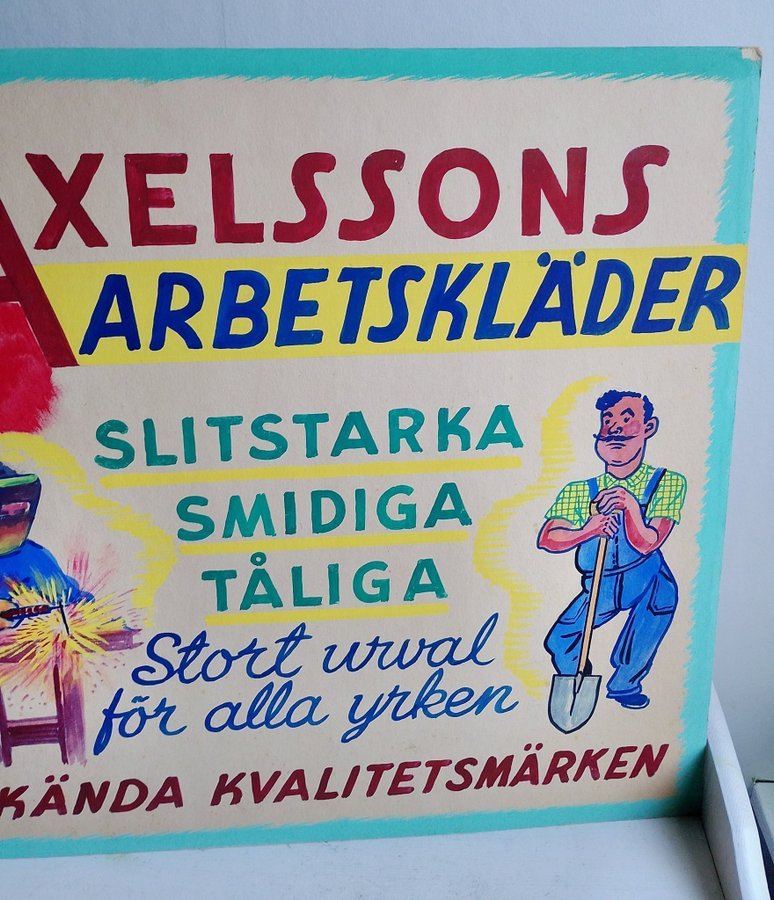 AXELSSONS
ARBETSKLÄDER
SLITSTARKA
SMIDIGA
TÅLIGA
Stort urval
för alla yrken
KÄNDA KVALITETSMÄRKEN